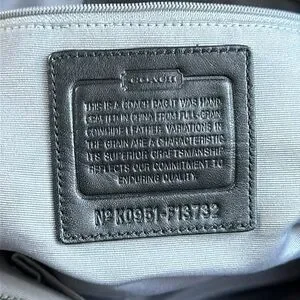 COACH
THIS IS A COACH BAG.IT WAS HAND
CRAFTED IN CHINA FROM FULL-GRAIN
COWHIDE LEATHER. VARIATIONS IN
THE GRAIN ARE A CHARACTERISTIC
ITS SUPERIOR CRAFTSMANSHIP
REFLECTS OUR COMMITMENT TO
ENDURING QUALITY.
Nº K0951-F13732